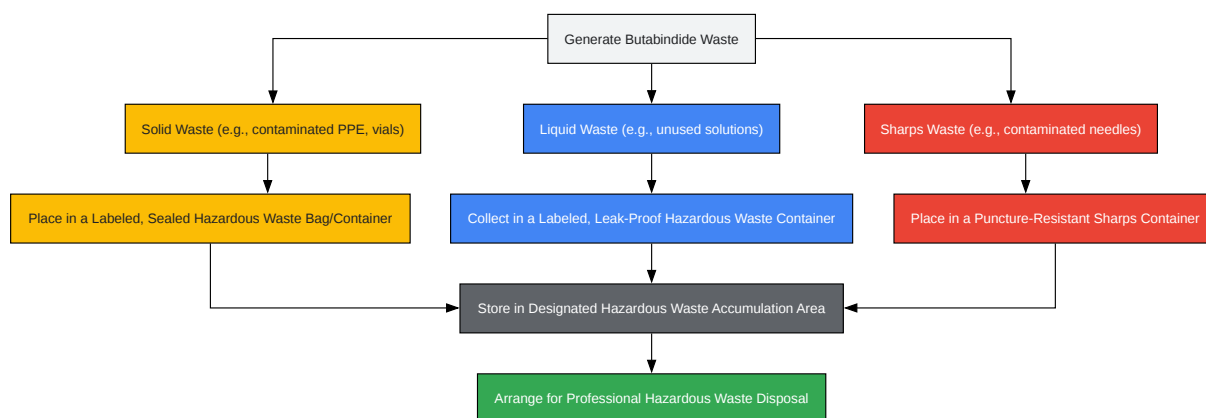 Generate Butabindide Waste
Solid Waste (e.g., contaminated PPE, vials)
Liquid Waste (e.g., unused solutions)
Sharps Waste (e.g., contaminated needles)
Place in a Labeled, Sealed Hazardous Waste Bag/Container
Collect in a Labeled, Leak-Proof Hazardous Waste Container
Place in a Puncture-Resistant Sharps Container
Store in Designated Hazardous Waste Accumulation Area
Arrange for Professional Hazardous Waste Disposal